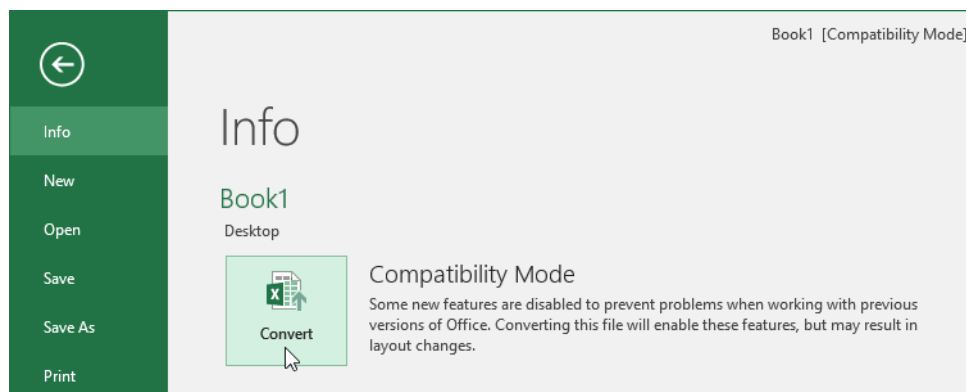 Book1 [Compatibility Mode]
Info
New
Open
Save
Save As
Print
Info
Book1
Desktop
Convert
Compatibility Mode
Some new features are disabled to prevent problems when working with previous
versions of Office. Converting this file will enable these features, but may result in
layout changes.